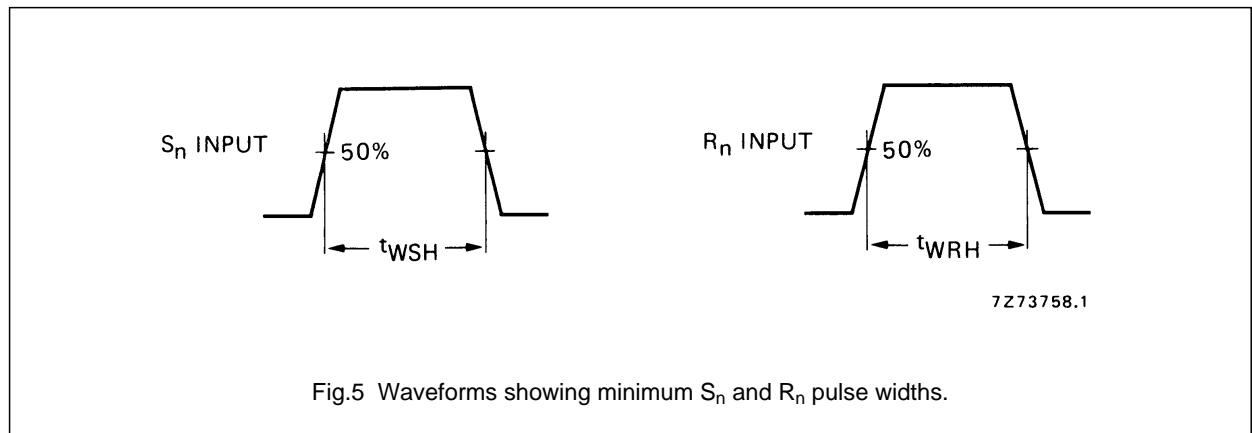 Sn INPUT
50%
tWSH
Rn INPUT
50%
tWRH
7Z73758.1
Fig.5 Waveforms showing minimum Sn and Rn pulse widths.